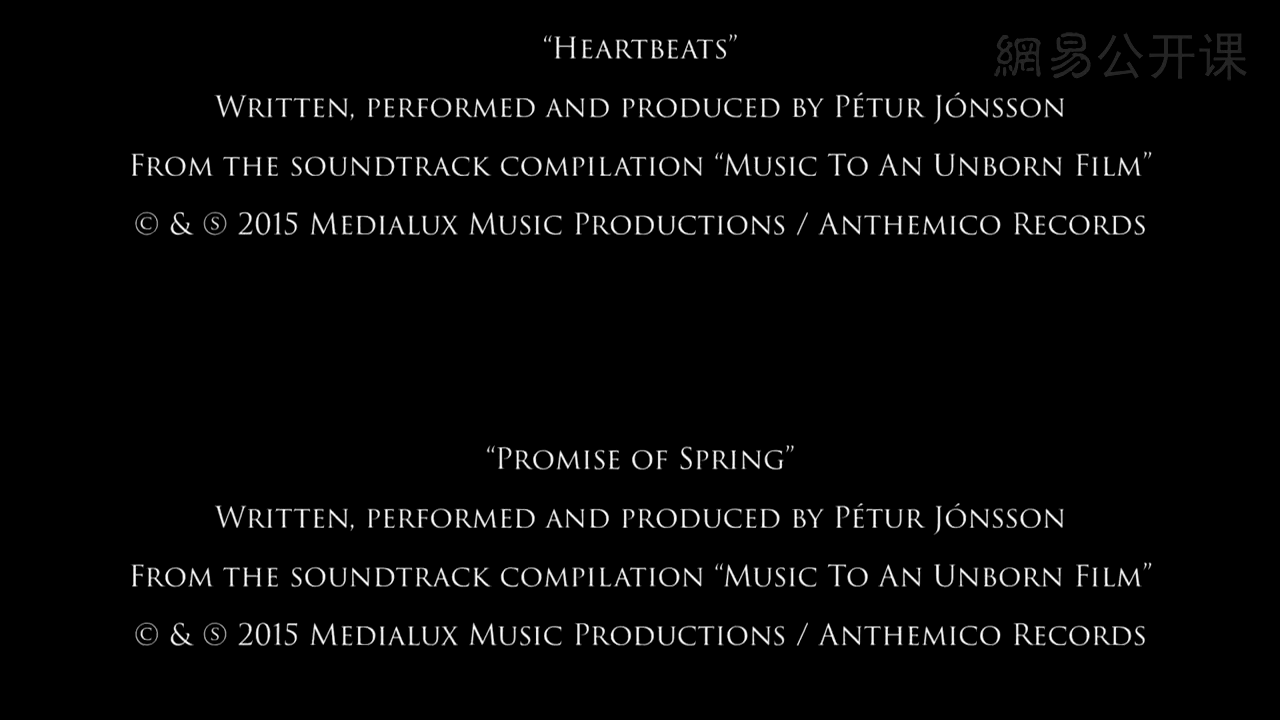 “Heartbeats”
網易公开课
Written, performed and produced by Pétur Jónsson
From the soundtrack compilation “Music To An Unborn Film”
© & Ⓢ 2015 Medialux Music Productions / Anthemico Records
“Promise of Spring”
Written, performed and produced by Pétur Jónsson
From the soundtrack compilation “Music To An Unborn Film”
© & Ⓢ 2015 Medialux Music Productions / Anthemico Records